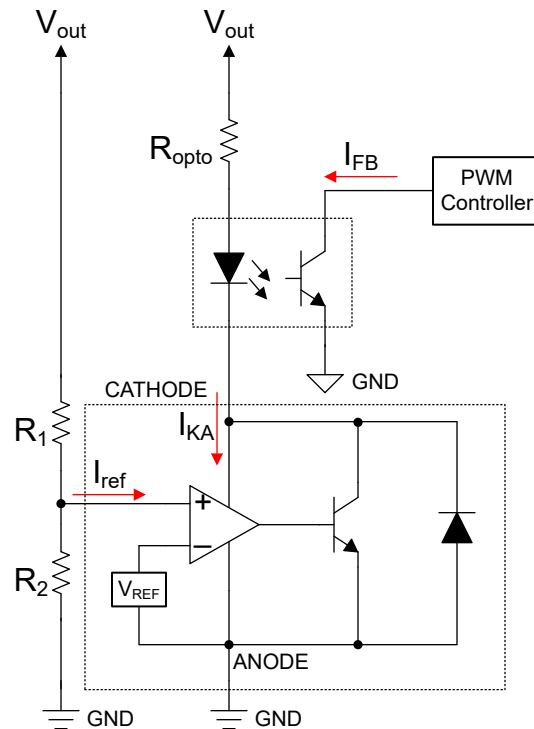 Vout
Vout
Ropto
IFB
PWM
Controller
GND
CATHODE
R1
IKA
Iref
+
−
R2
VREF
ANODE
GND
GND